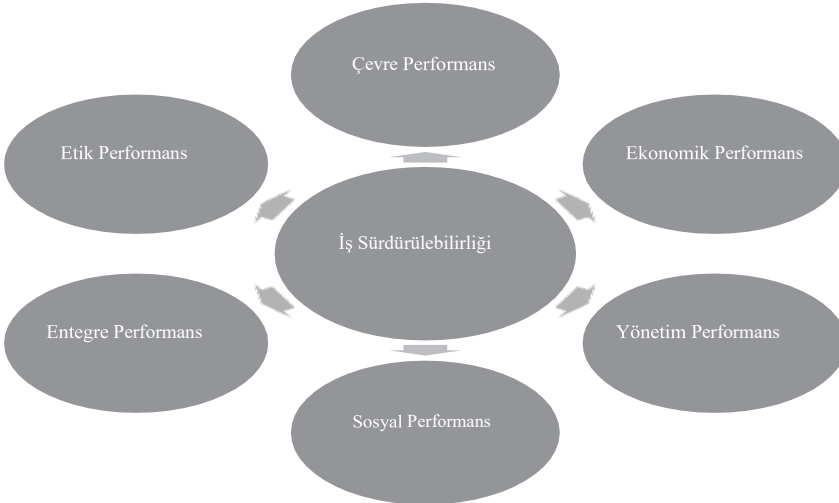 Çevre Performans
Etik Performans
Ekonomik Performans
İş Sürdürülebilirliği
Entegre Performans
Yönetim Performans
Sosyal Performans